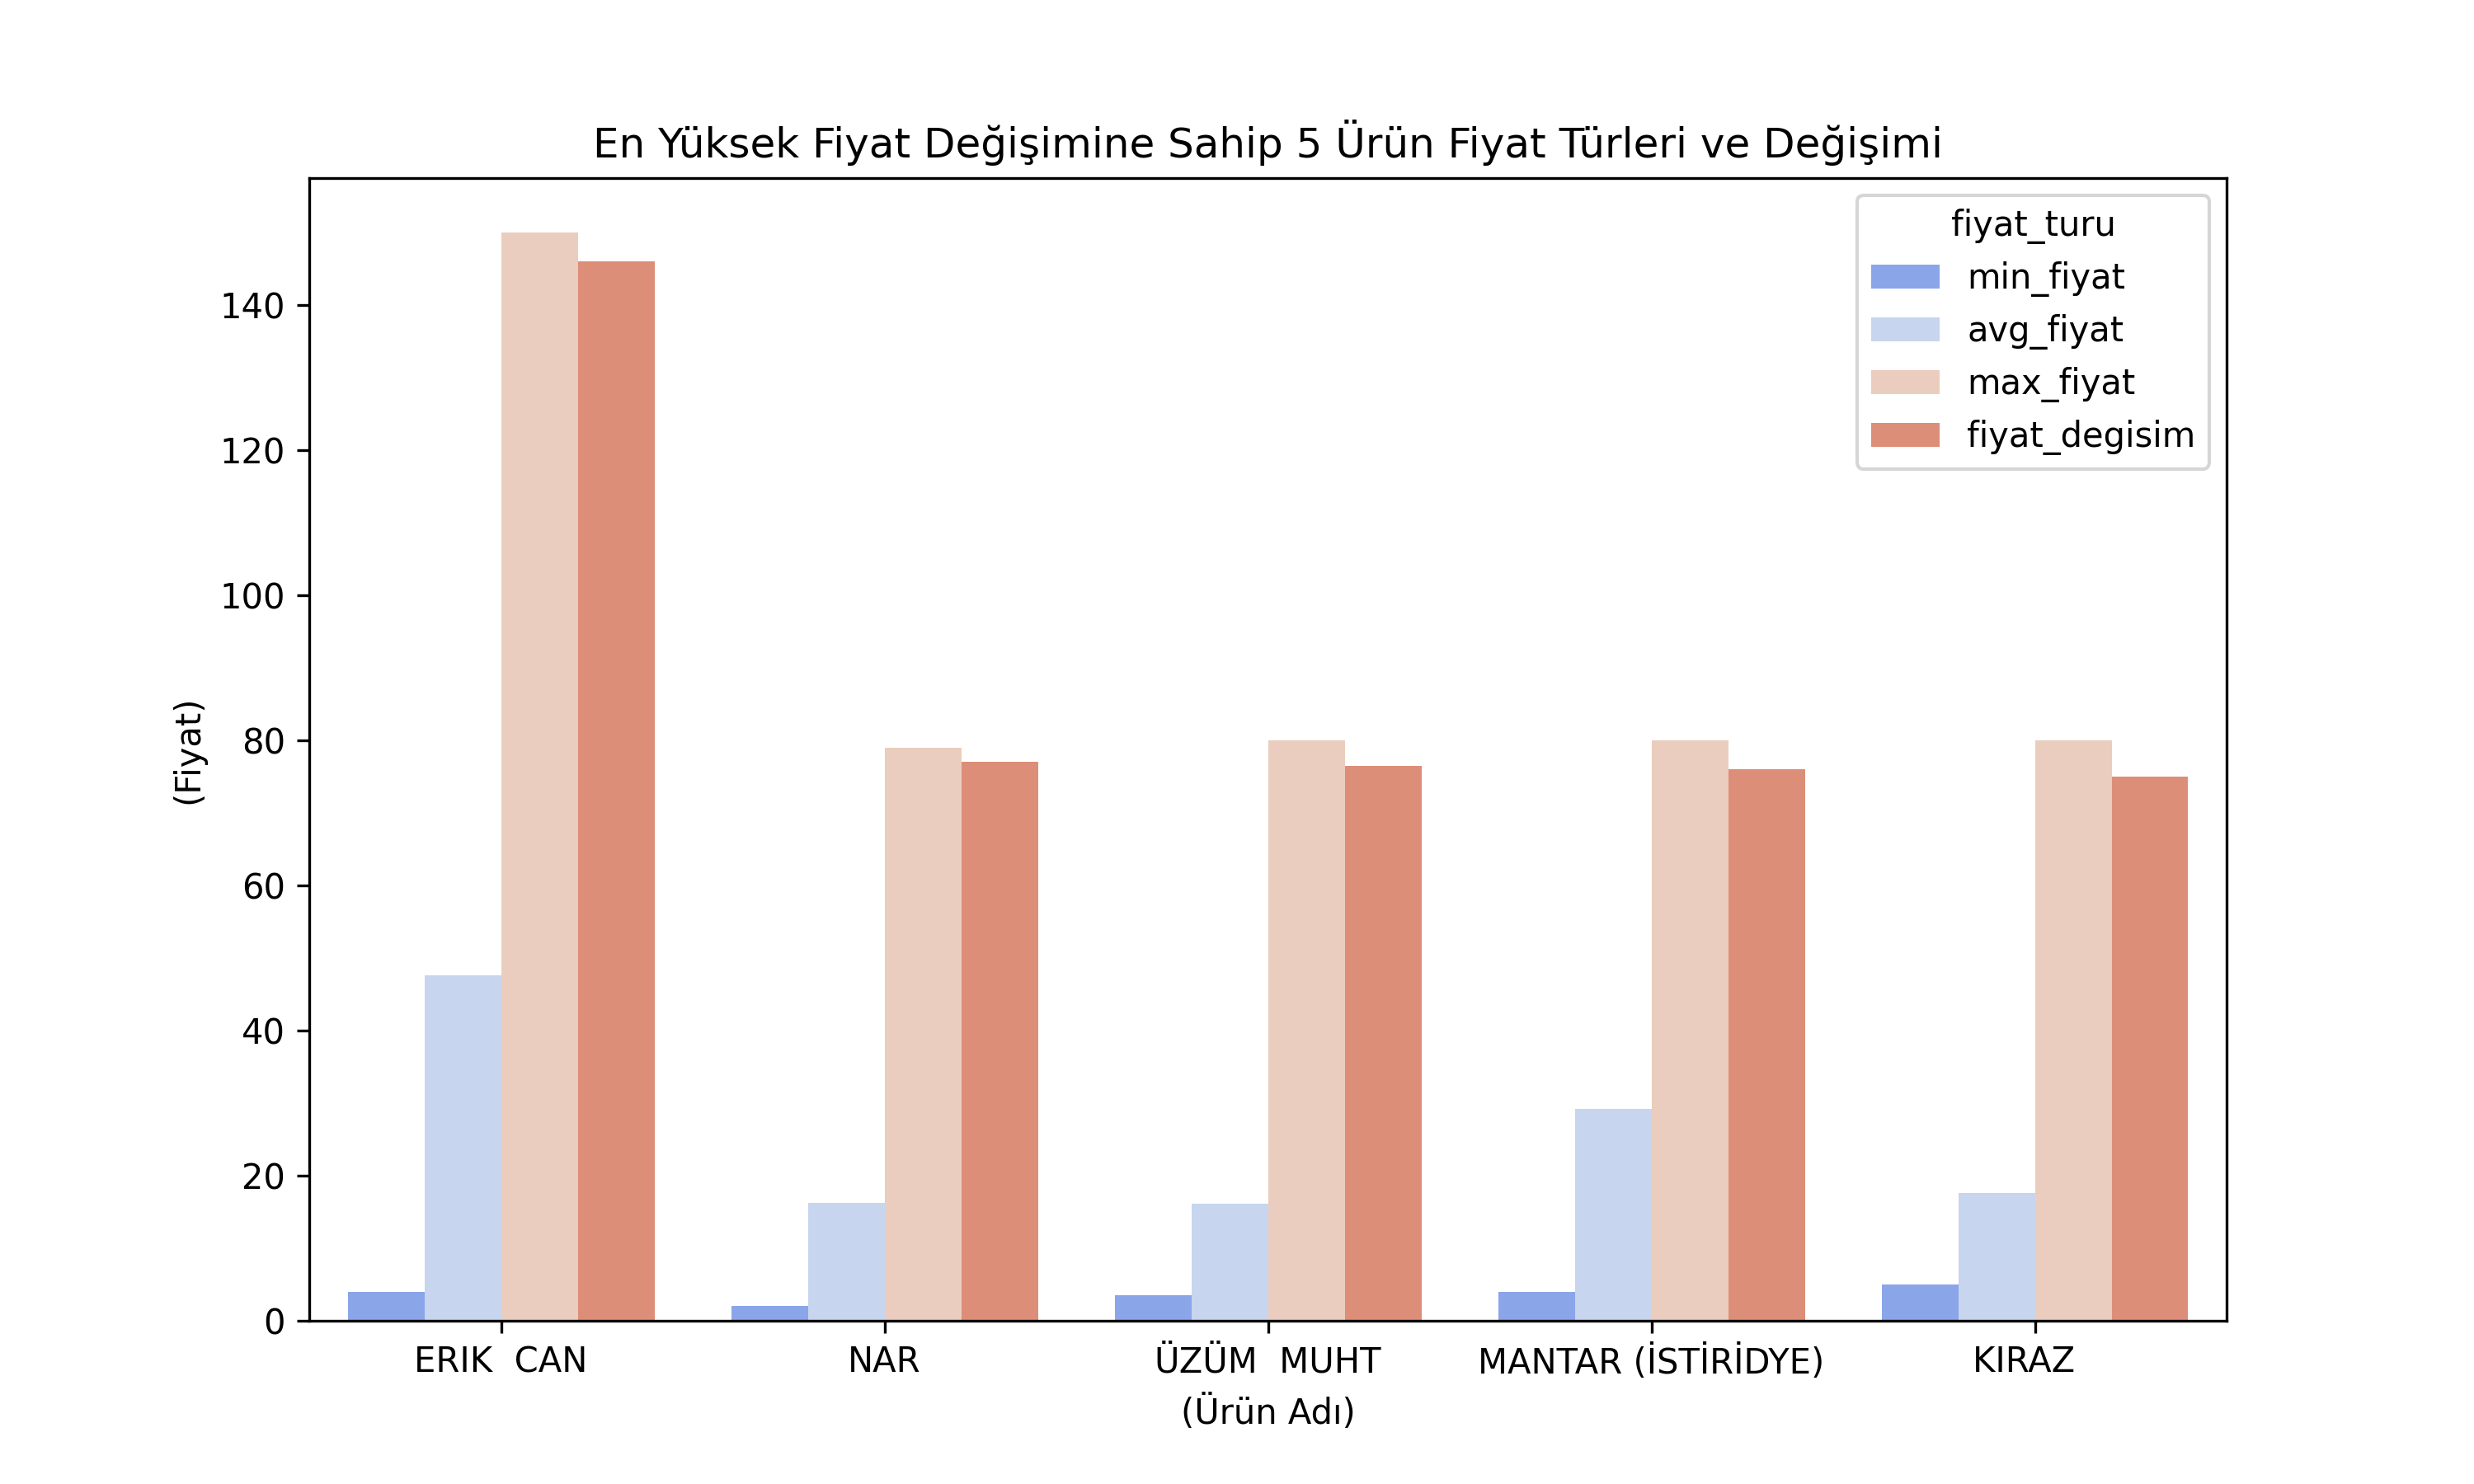 En Yüksek Fiyat Değişimine Sahip 5 Ürün Fiyat Türleri ve Değişimi
fiyat_turu
min_fiyat
avg_fiyat
max_fiyat
fiyat_degisim
(Fiyat)
140
120
100
80
60
40
20
0
ERIK  CAN
NAR
ÜZÜM  MUHT
MANTAR (İSTİRİDYE)
KIRAZ
(Ürün Adı)